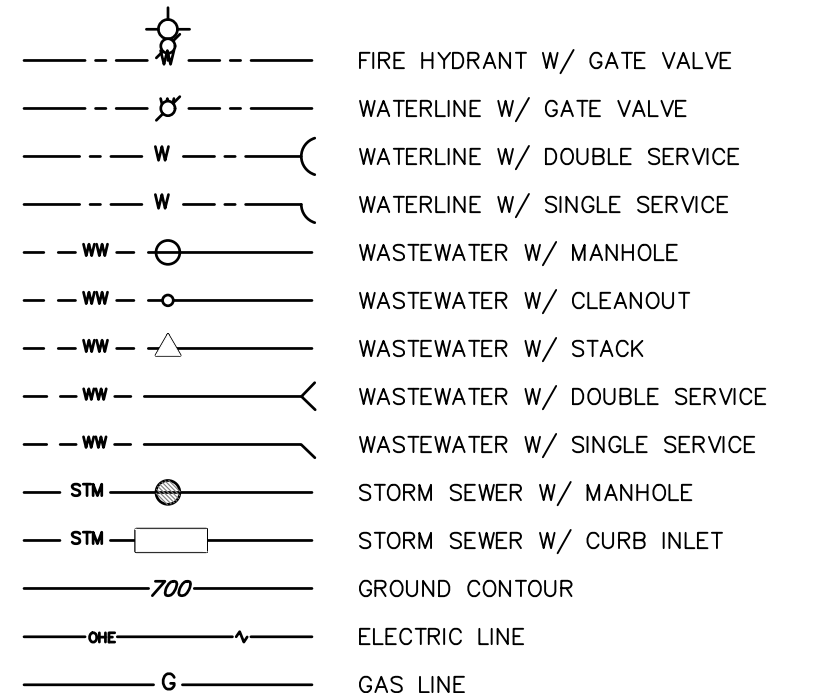 W FIRE HYDRANT W/ GATE VALVE
W WATERLINE W/ GATE VALVE
W WATERLINE W/ DOUBLE SERVICE
W WATERLINE W/ SINGLE SERVICE
WW WASTEWATER W/ MANHOLE
WW WASTEWATER W/ CLEANOUT
WW WASTEWATER W/ STACK
WW WASTEWATER W/ DOUBLE SERVICE
WW WASTEWATER W/ SINGLE SERVICE
STM STORM SEWER W/ MANHOLE
STM STORM SEWER W/ CURB INLET
700 GROUND CONTOUR
OHE ELECTRIC LINE
G GAS LINE